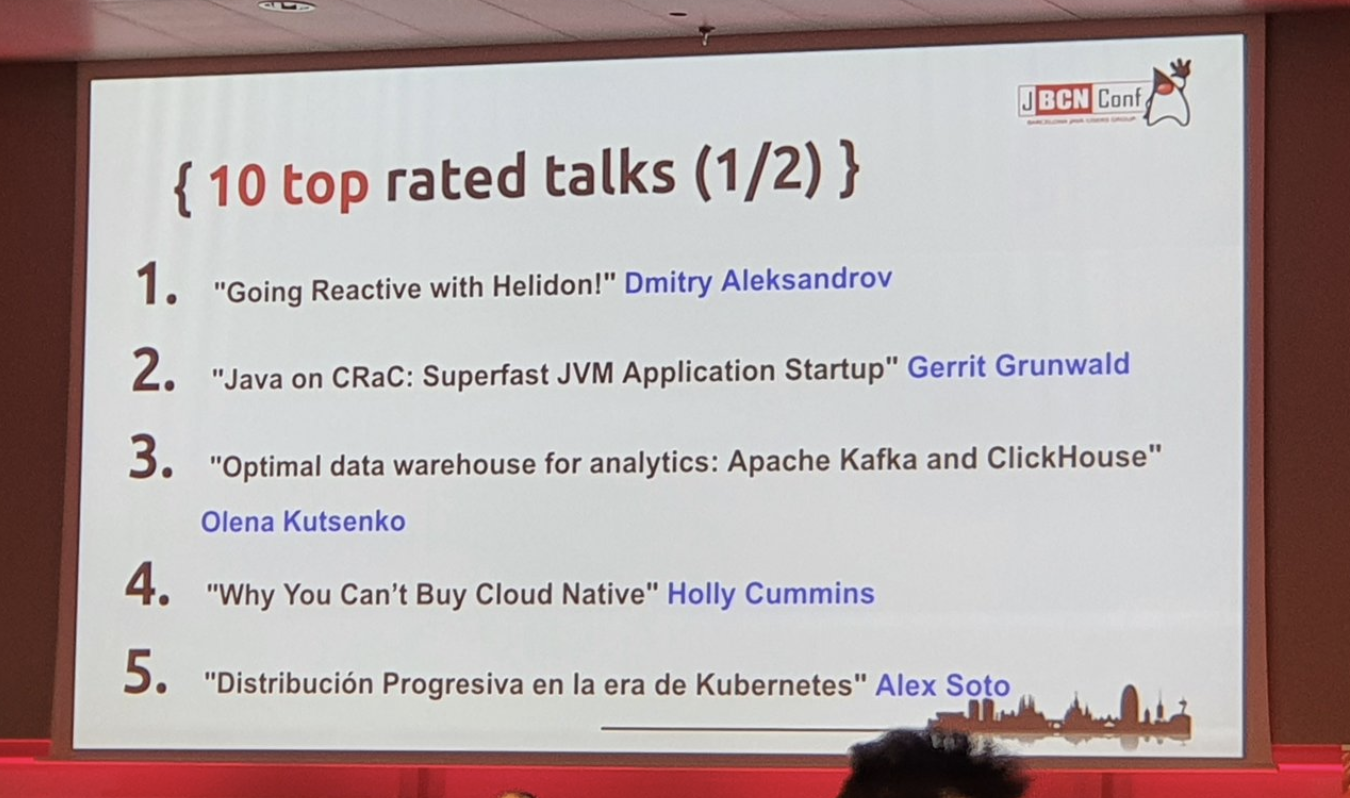 JBCNConf
BARCELONA JAVA USERS GROUP
{ 10 top rated talks (1/2) }
1. "Going Reactive with Helidon!" Dmitry Aleksandrov
2. "Java on CRaC: Superfast JVM Application Startup" Gerrit Grunwald
3. "Optimal data warehouse for analytics: Apache Kafka and ClickHouse"
Olena Kutsenko
4. "Why You Can’t Buy Cloud Native" Holly Cummins
5. "Distribución Progresiva en la era de Kubernetes" Alex Soto